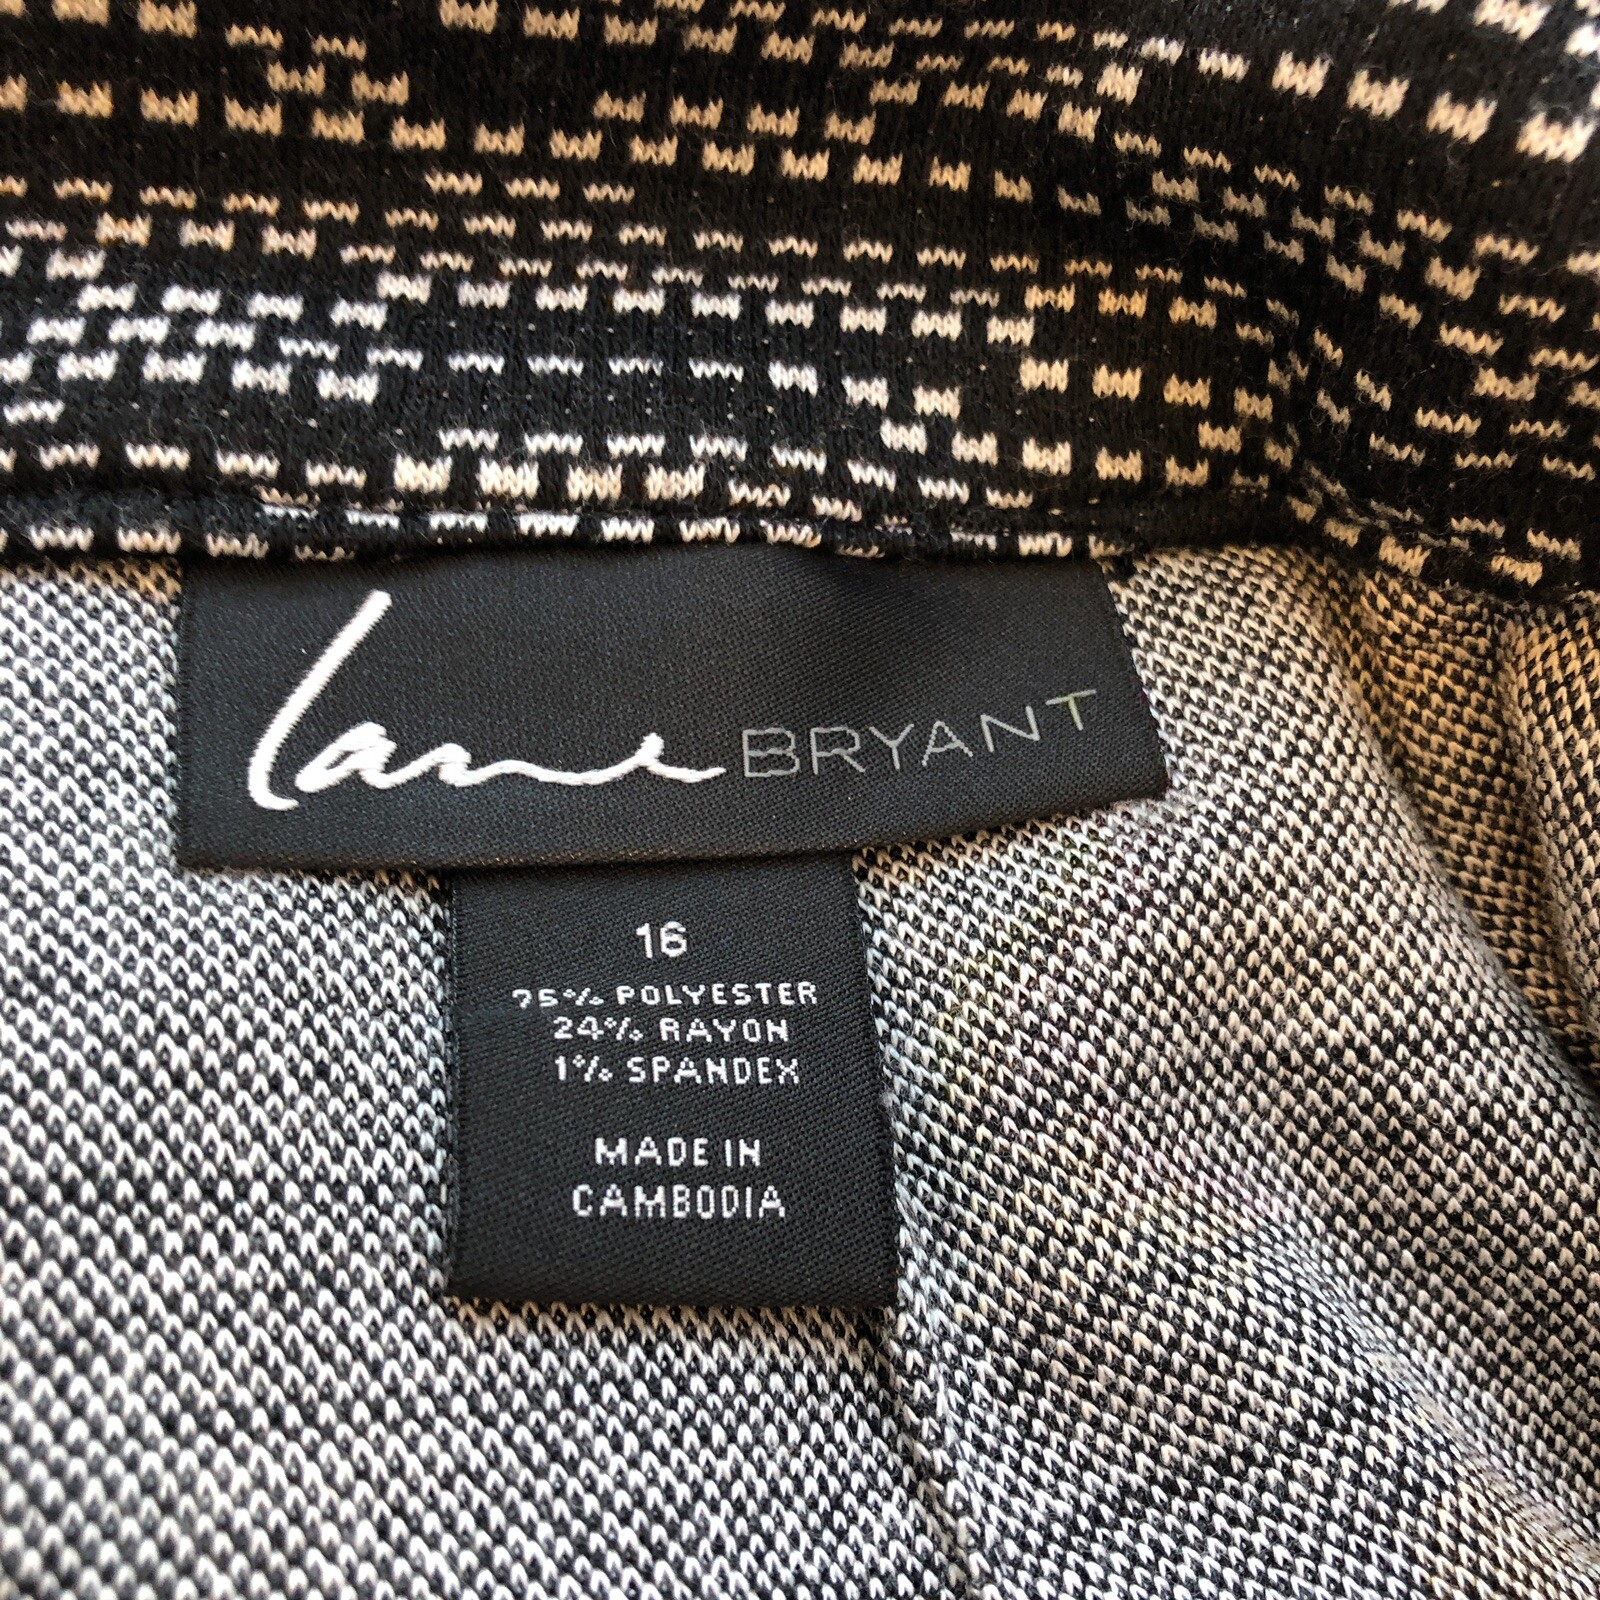 Lane BRYANT
16
75% POLYESTER
24% RAYON
1% SPANDEX
MADE IN
CAMBODIA